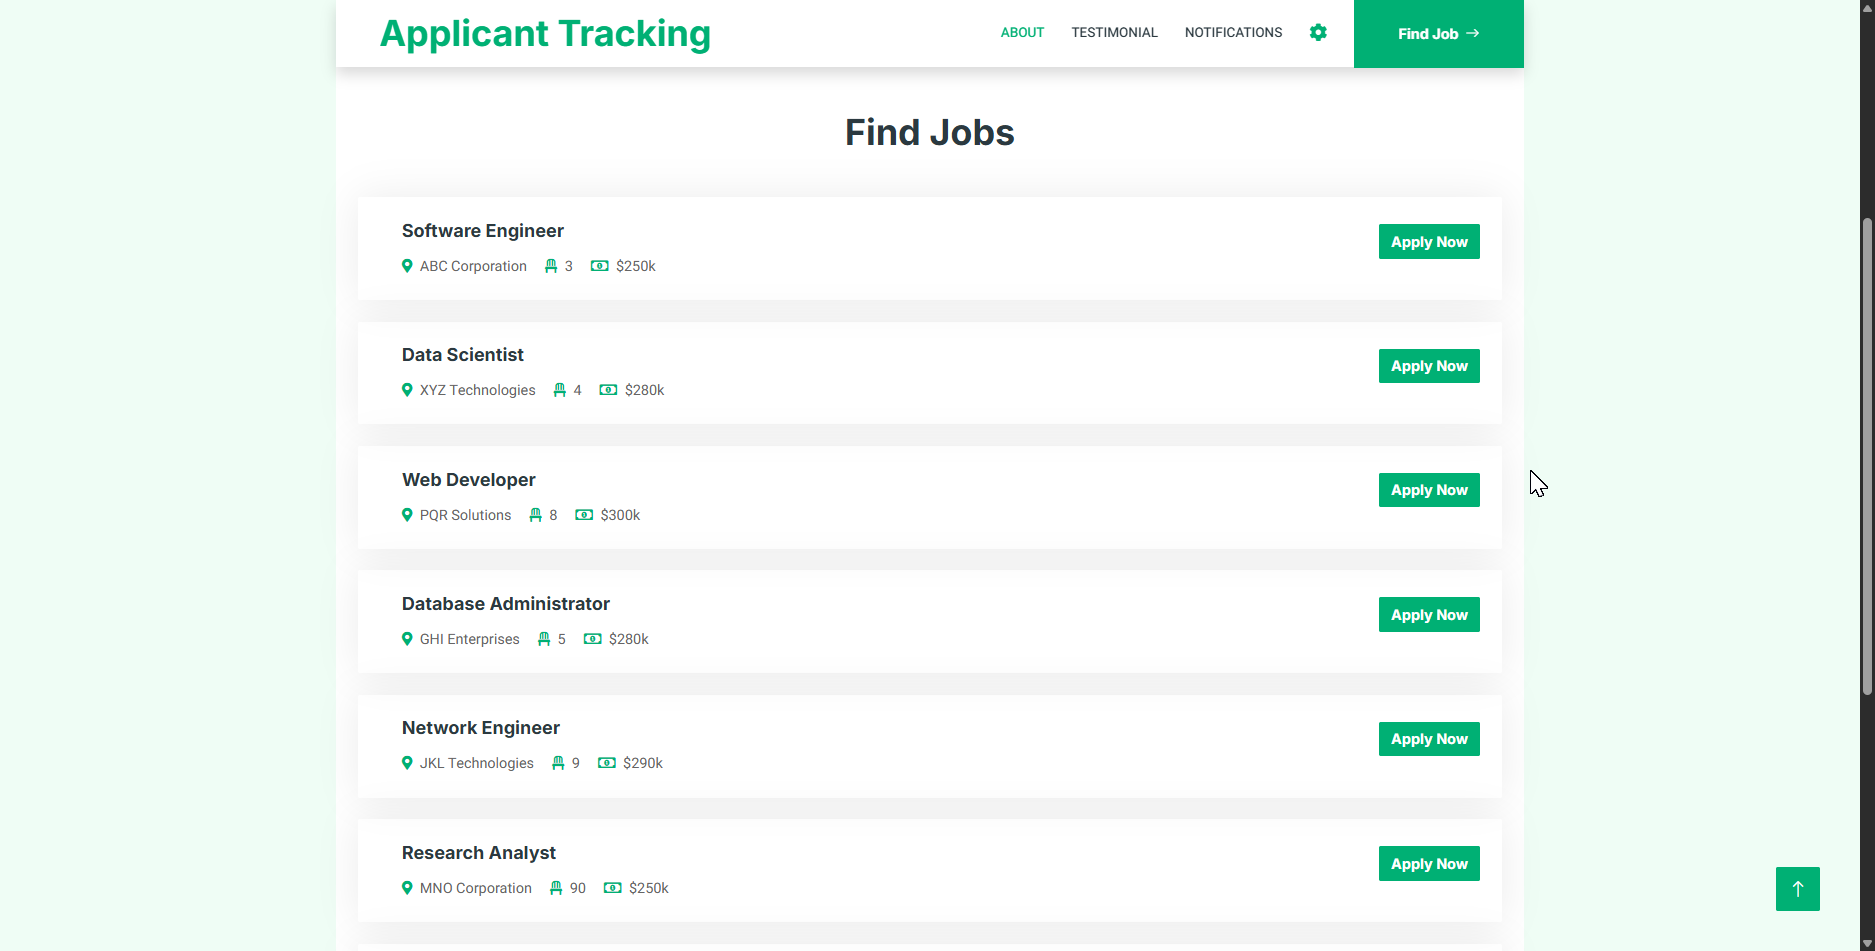 Applicant Tracking
ABOUT TESTIMONIAL NOTIFICATIONS Find Job →
Find Jobs
Software Engineer
ABC Corporation 3 $250k
Apply Now
Data Scientist
XYZ Technologies 4 $280k
Apply Now
Web Developer
PQR Solutions 8 $300k
Apply Now
Database Administrator
GHI Enterprises 5 $280k
Apply Now
Network Engineer
JKL Technologies 9 $290k
Apply Now
Research Analyst
MNO Corporation 90 $250k
Apply Now